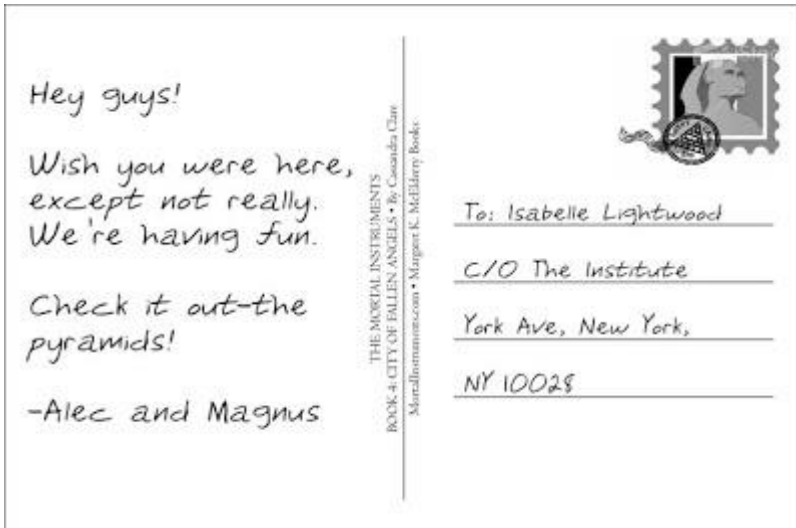 Hey guys!
Wish you were here,
except not really.
We're having fun.
Check it out-the
pyramids!
-Alec and Magnus
THE MORTAL INSTRUMENTS
BOOK 4: CITY OF FALLEN ANGELS • By Cassandra Clare
MortalInstruments.com • Margaret K. McElderry Books
To: Isabelle Lightwood
C/O The Institute
York Ave, New York,
NY 10028